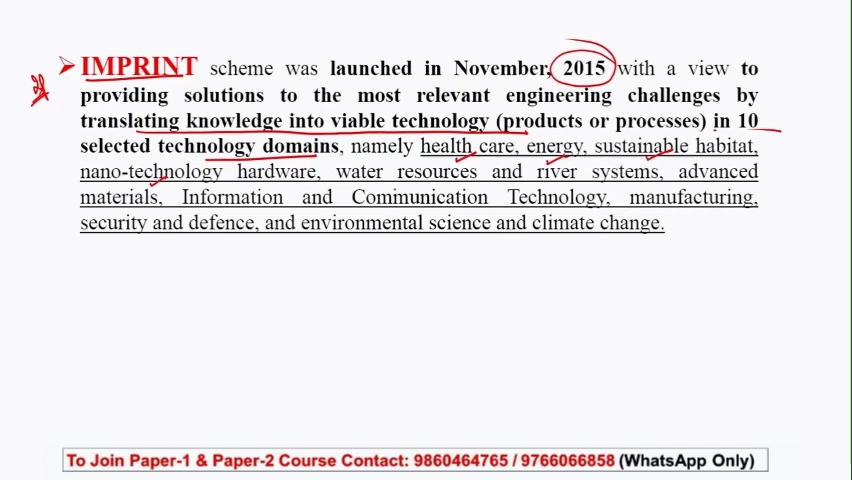 ➢ IMPRINT scheme was launched in November, 2015 with a view to
providing solutions to the most relevant engineering challenges by
translating knowledge into viable technology (products or processes) in 10
selected technology domains, namely health care, energy, sustainable habitat,
nano-technology hardware, water resources and river systems, advanced
materials, Information and Communication Technology, manufacturing,
security and defence, and environmental science and climate change.
To Join Paper-1 & Paper-2 Course Contact: 9860464765 / 9766066858 (WhatsApp Only)